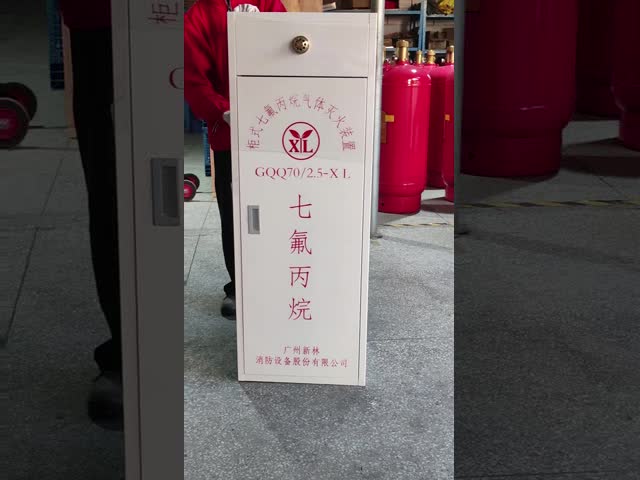 柜式七氟丙烷气体灭火装置
XL
GQQ70/2.5-XL
七
氟
丙
烷
广州新林
消防设备股份有限公司